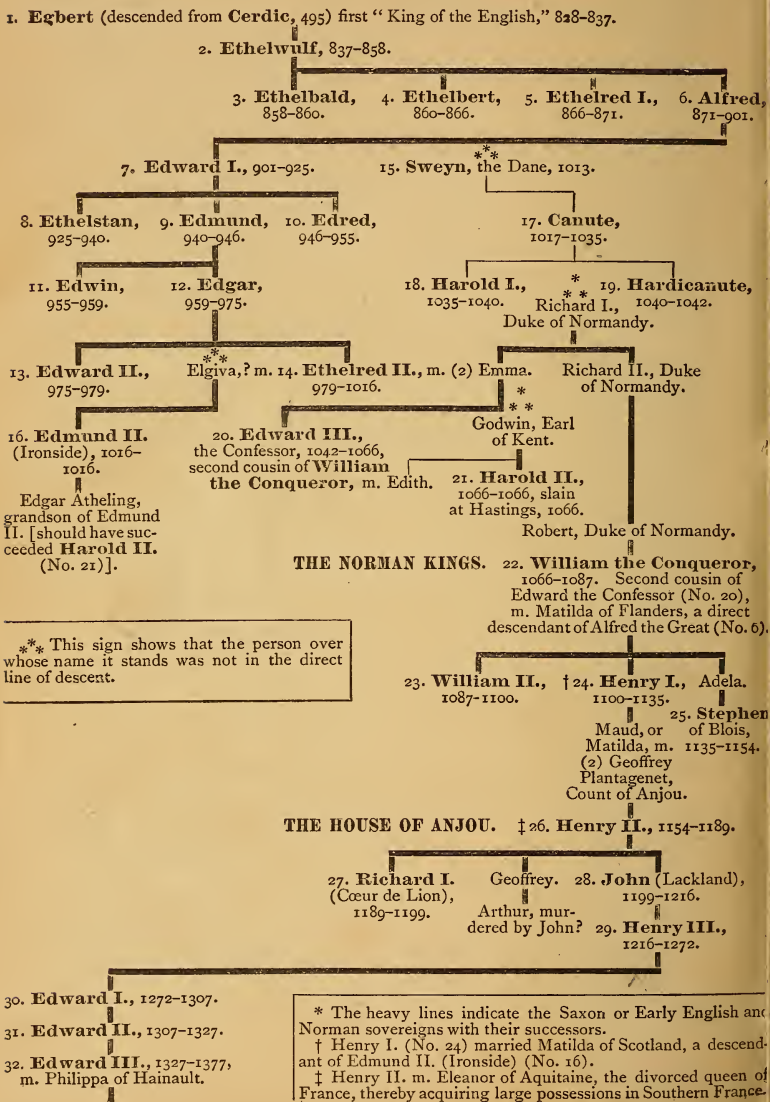 1. Egbert (descended from Cerdic, 495) first “King of the English,” 828–837.
2. Ethelwulf, 837–858.
3. Ethelbald, 4. Ethelbert, 5. Ethelred I., 6. Alfred,
858–860. 860–866. 866–871. 871–901.
7. Edward I., 901–925. 15. Sweyn, the Dane, 1013.
***
8. Ethelstan, 9. Edmund, 10. Edred, 17. Canute,
925–940. 940–946. 946–955. 1017–1035.
11. Edwin, 12. Edgar, 18. Harold I., 19. Hardicanute,
955–959. 959–975. 1035–1040. 1040–1042.
***
Richard I.,
Duke of Normandy.
***
13. Edward II., Elgiva,? m. 14. Ethelred II., m. (2) Emma. Richard II., Duke
975–979. 979–1016. of Normandy.
16. Edmund II.
(Ironside), 1016–
1016.
20. Edward III.,
the Confessor, 1042–1066,
second cousin of William
the Conqueror, m. Edith.
***
Godwin, Earl
of Kent.
21. Harold II.,
1066–1066, slain
at Hastings, 1066.
Edgar Atheling,
grandson of Edmund
II. [should have suc-
ceeded Harold II.
(No. 21)].
Robert, Duke of Normandy.
THE NORMAN KINGS. 22. William the Conqueror,
1066–1087. Second cousin of
Edward the Confessor (No. 20),
m. Matilda of Flanders, a direct
descendant of Alfred the Great (No. 6).
*** This sign shows that the person over
whose name it stands was not in the direct
line of descent.
23. William II., † 24. Henry I., Adela.
1087–1100. 1100–1135.
25. Stephen
of Blois,
1135–1154.
Maud, or
Matilda, m.
(2) Geoffrey
Plantagenet,
Count of Anjou.
THE HOUSE OF ANJOU. ‡ 26. Henry II., 1154–1189.
27. Richard I. Geoffrey. 28. John (Lackland),
(Cœur de Lion), 1199–1216.
1189–1199.
Arthur, mur-
dered by John?
29. Henry III.,
1216–1272.
30. Edward I., 1272–1307.
31. Edward II., 1307–1327.
32. Edward III., 1327–1377,
m. Philippa of Hainault.
* The heavy lines indicate the Saxon or Early English and
Norman sovereigns with their successors.
† Henry I. (No. 24) married Matilda of Scotland, a descend-
ant of Edmund II. (Ironside) (No. 16).
‡ Henry II. m. Eleanor of Aquitaine, the divorced queen of
France, thereby acquiring large possessions in Southern France.